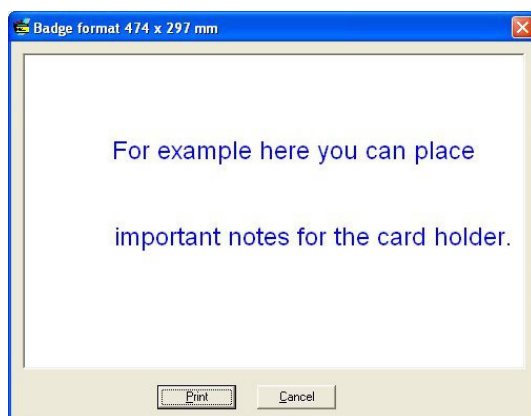 Badge format 474 x 297 mm
For example here you can place
important notes for the card holder.
Print
Cancel